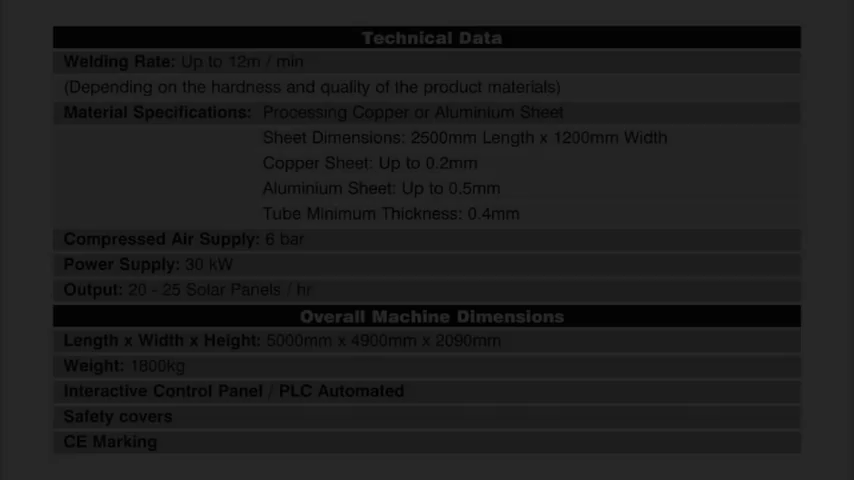 Technical Data
Welding Rate: Up to 12m / min
(Depending on the hardness and quality of the product materials)
Material Specifications: Processing Copper or Aluminium Sheet
Sheet Dimensions: 2500mm Length x 1200mm Width
Copper Sheet: Up to 0.2mm
Aluminium Sheet: Up to 0.5mm
Tube Minimum Thickness: 0.4mm
Compressed Air Supply: 6 bar
Power Supply: 30 kW
Output: 20 - 25 Solar Panels / hr
Overall Machine Dimensions
Length x Width x Height: 5000mm x 4900mm x 2090mm
Weight: 1800kg
Interactive Control Panel / PLC Automated
Safety covers
CE Marking